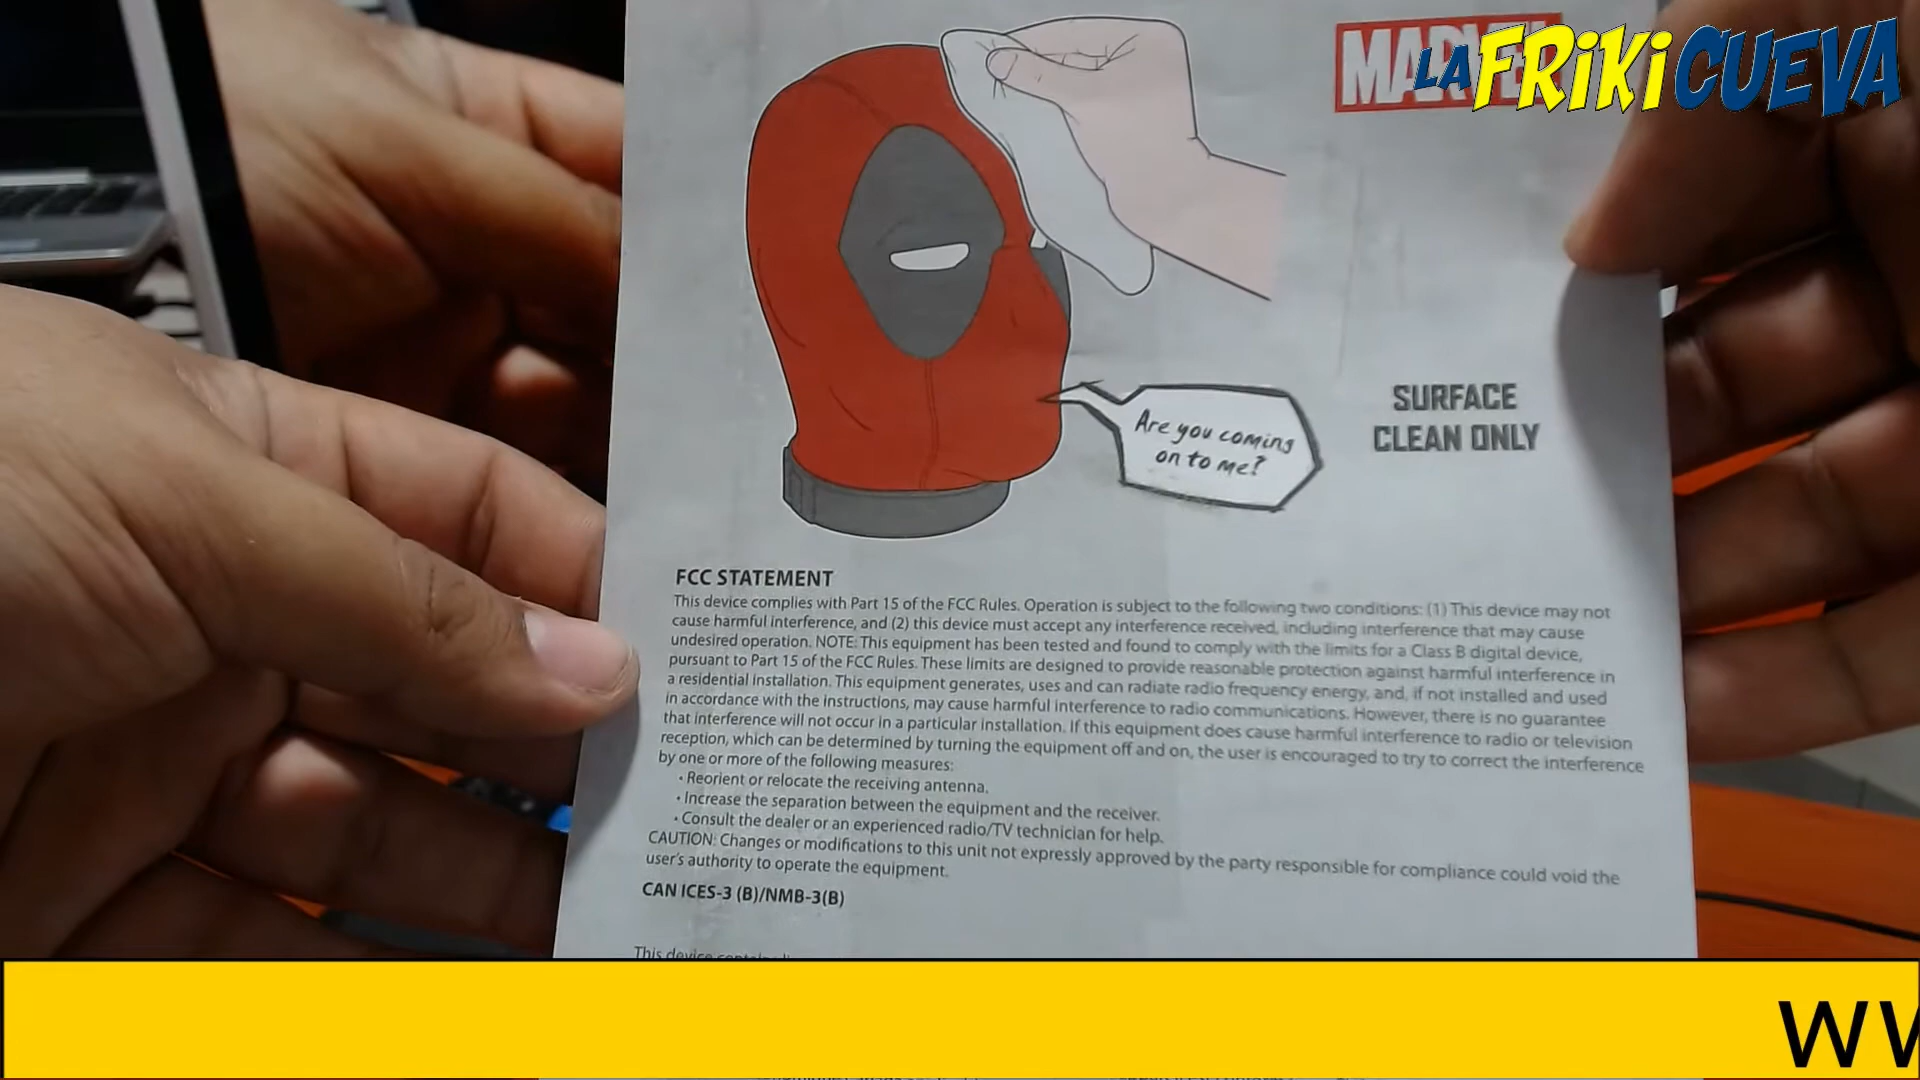 MARVEL
LA FRiKi CUEVA
Are you coming
on to me?
SURFACE
CLEAN ONLY
FCC STATEMENT
This device complies with Part 15 of the FCC Rules. Operation is subject to the following two conditions: (1) This device may not
cause harmful interference, and (2) this device must accept any interference received, including interference that may cause
undesired operation. NOTE: This equipment has been tested and found to comply with the limits for a Class B digital device,
pursuant to Part 15 of the FCC Rules. These limits are designed to provide reasonable protection against harmful interference in
a residential installation. This equipment generates, uses and can radiate radio frequency energy, and, if not installed and used
in accordance with the instructions, may cause harmful interference to radio communications. However, there is no guarantee
that interference will not occur in a particular installation. If this equipment does cause harmful interference to radio or television
reception, which can be determined by turning the equipment off and on, the user is encouraged to try to correct the interference
by one or more of the following measures:
• Reorient or relocate the receiving antenna.
• Increase the separation between the equipment and the receiver.
• Consult the dealer or an experienced radio/TV technician for help.
CAUTION: Changes or modifications to this unit not expressly approved by the party responsible for compliance could void the
user's authority to operate the equipment.
CAN ICES-3 (B)/NMB-3(B)
This device